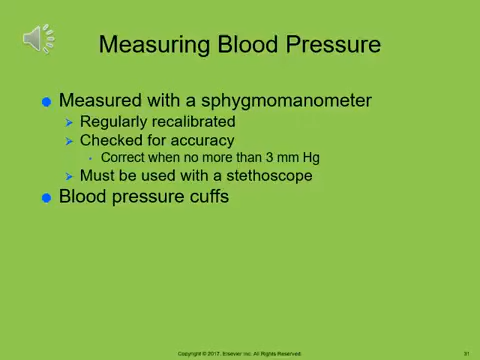 Measuring Blood Pressure
Measured with a sphygmomanometer
Regularly recalibrated
Checked for accuracy
Correct when no more than 3 mm Hg
Must be used with a stethoscope
Blood pressure cuffs
Copyright © 2017, Elsevier Inc. All Rights Reserved.
31